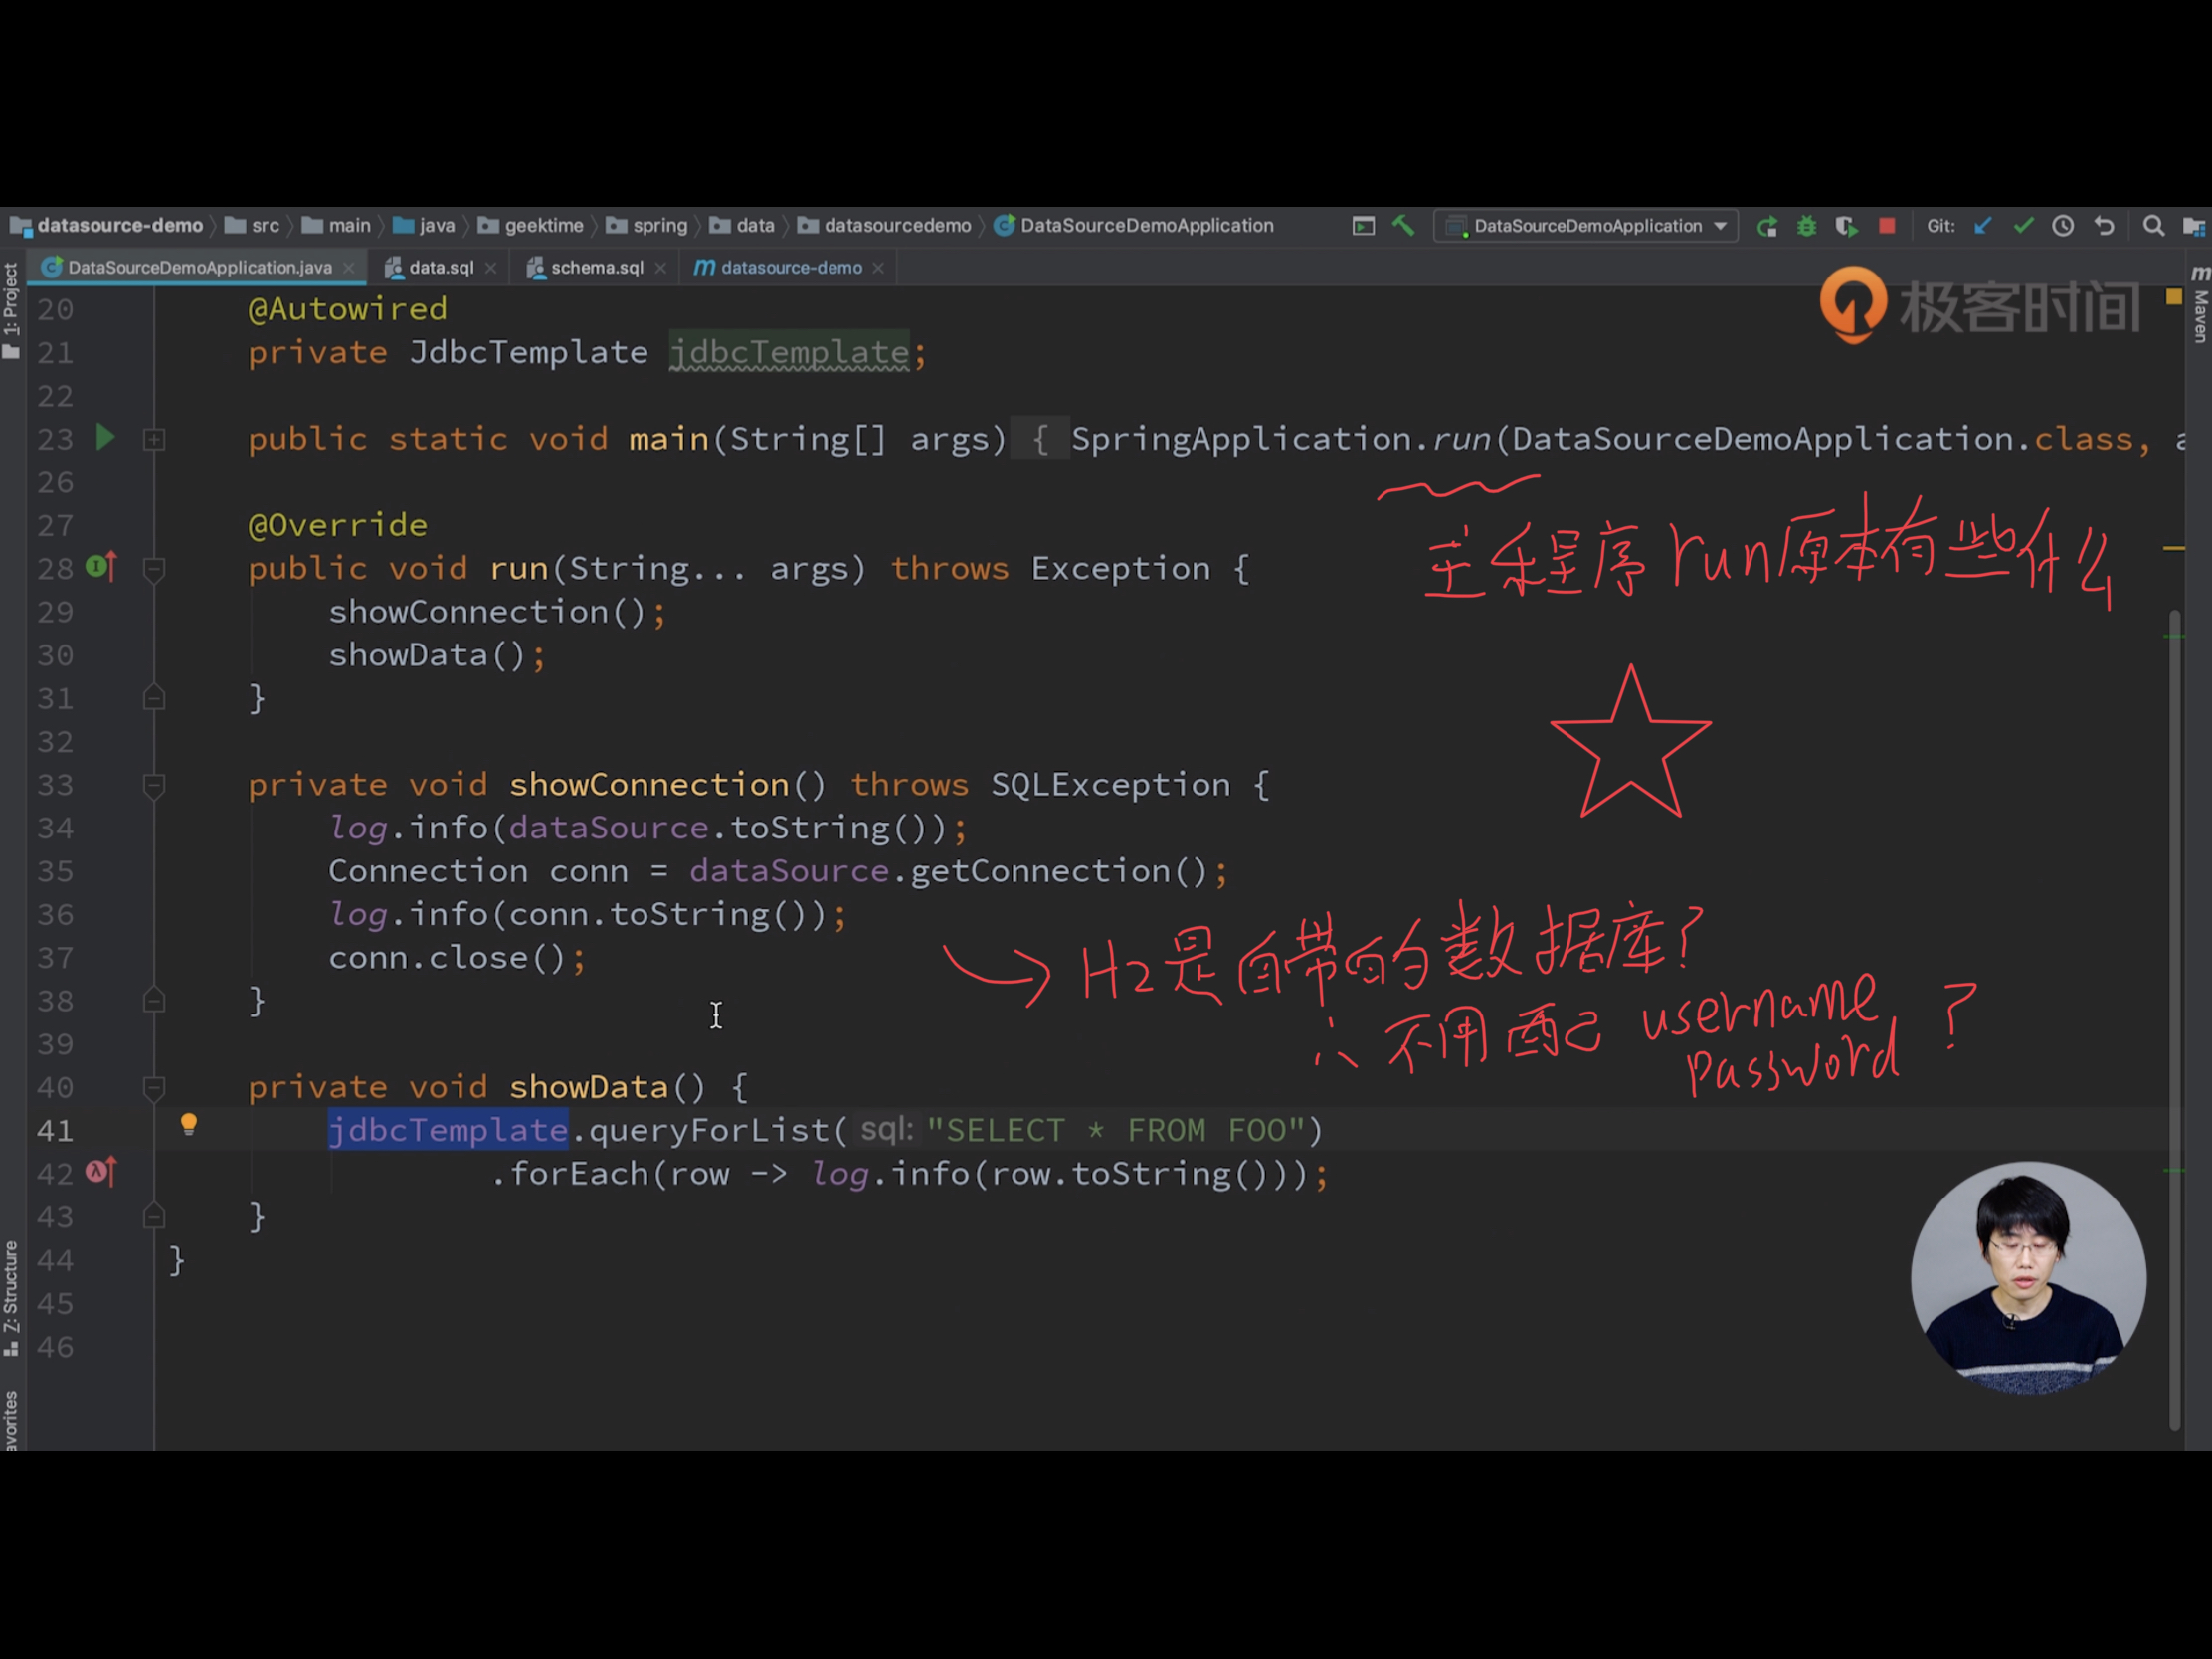 datasource-demo src main java geektime spring data datasourcedemo DataSourceDemoApplication DataSourceDemoApplication Git:
DataSourceDemoApplication.java data.sql schema.sql datasource-demo
1: Project
Maven
极客时间
20 @Autowired
21 private JdbcTemplate jdbcTemplate;
22
23 public static void main(String[] args) { SpringApplication.run(DataSourceDemoApplication.class, a
26
27 @Override
28 public void run(String... args) throws Exception {
29 showConnection();
30 showData();
31 }
32
33 private void showConnection() throws SQLException {
34 log.info(dataSource.toString());
35 Connection conn = dataSource.getConnection();
36 log.info(conn.toString());
37 conn.close();
38 }
39
40 private void showData() {
41 jdbcTemplate.queryForList( sql: "SELECT * FROM FOO")
42 .forEach(row -> log.info(row.toString()));
43 }
44 }
45
46
主程序run原本有些什么
H2是自带的数据库?
∴ 不用配 username ?
password
Z: Structure
avorites